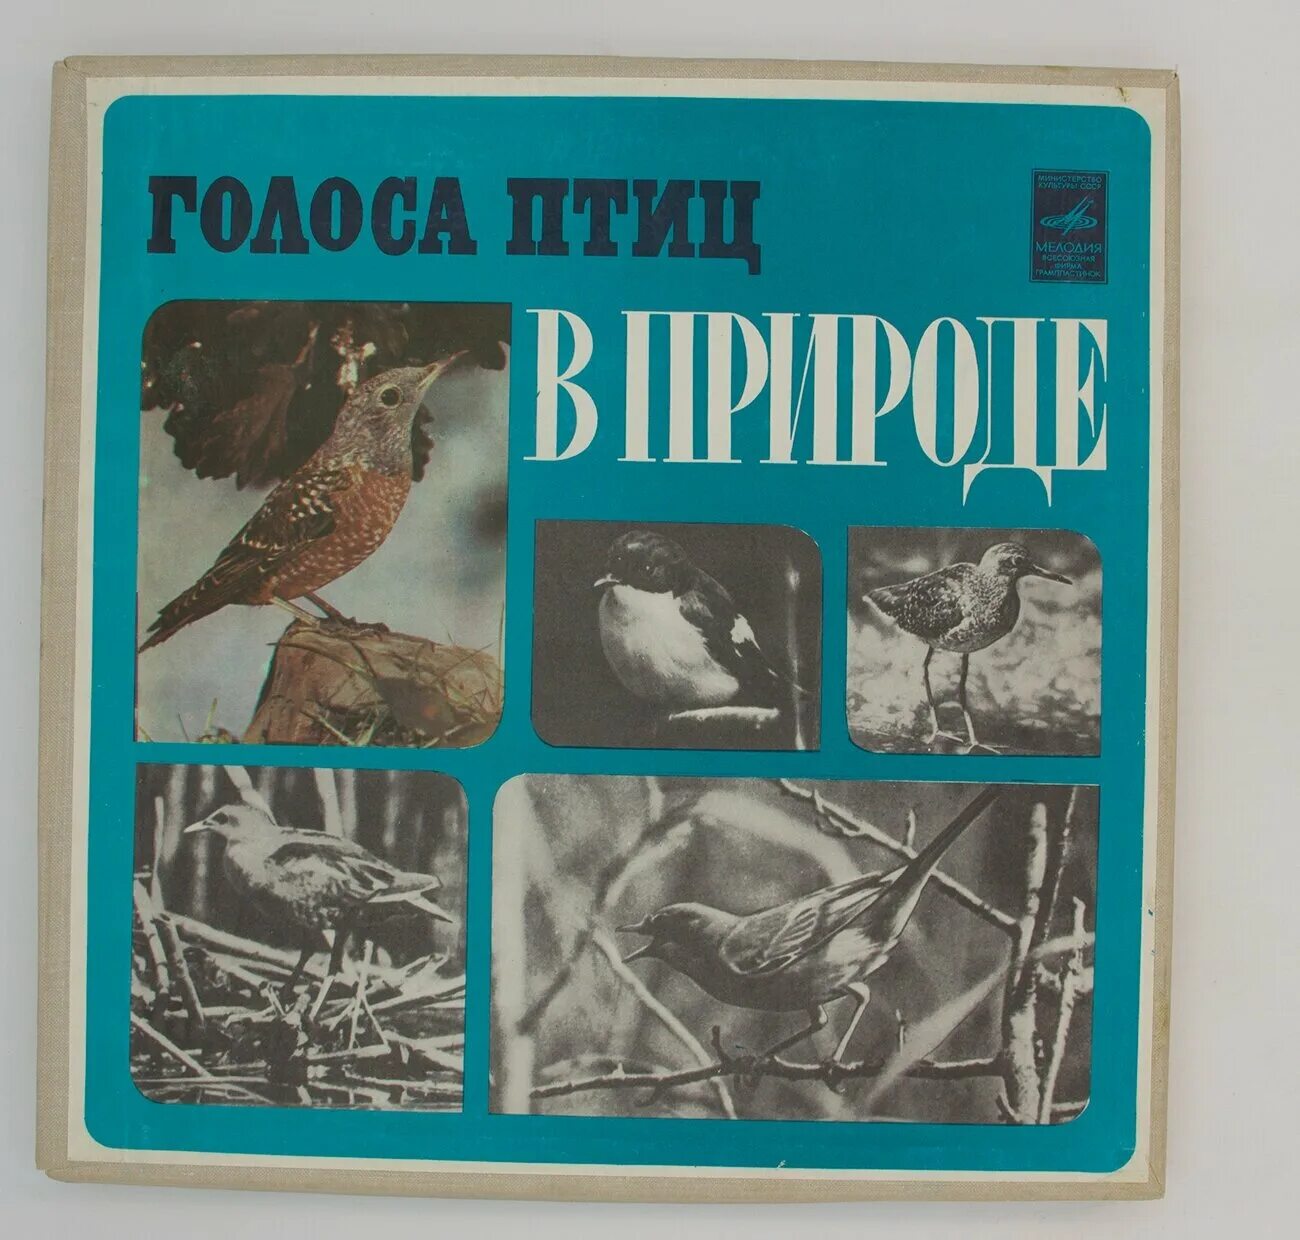 ГОЛОСА ПТИЦ
В ПРИРОДЕ
МИНИСТЕРСТВО
КУЛЬТУРЫ СССР
МЕЛОДИЯ
ВСЕСОЮЗНАЯ
ФИРМА
ГРАМПЛАСТИНОК